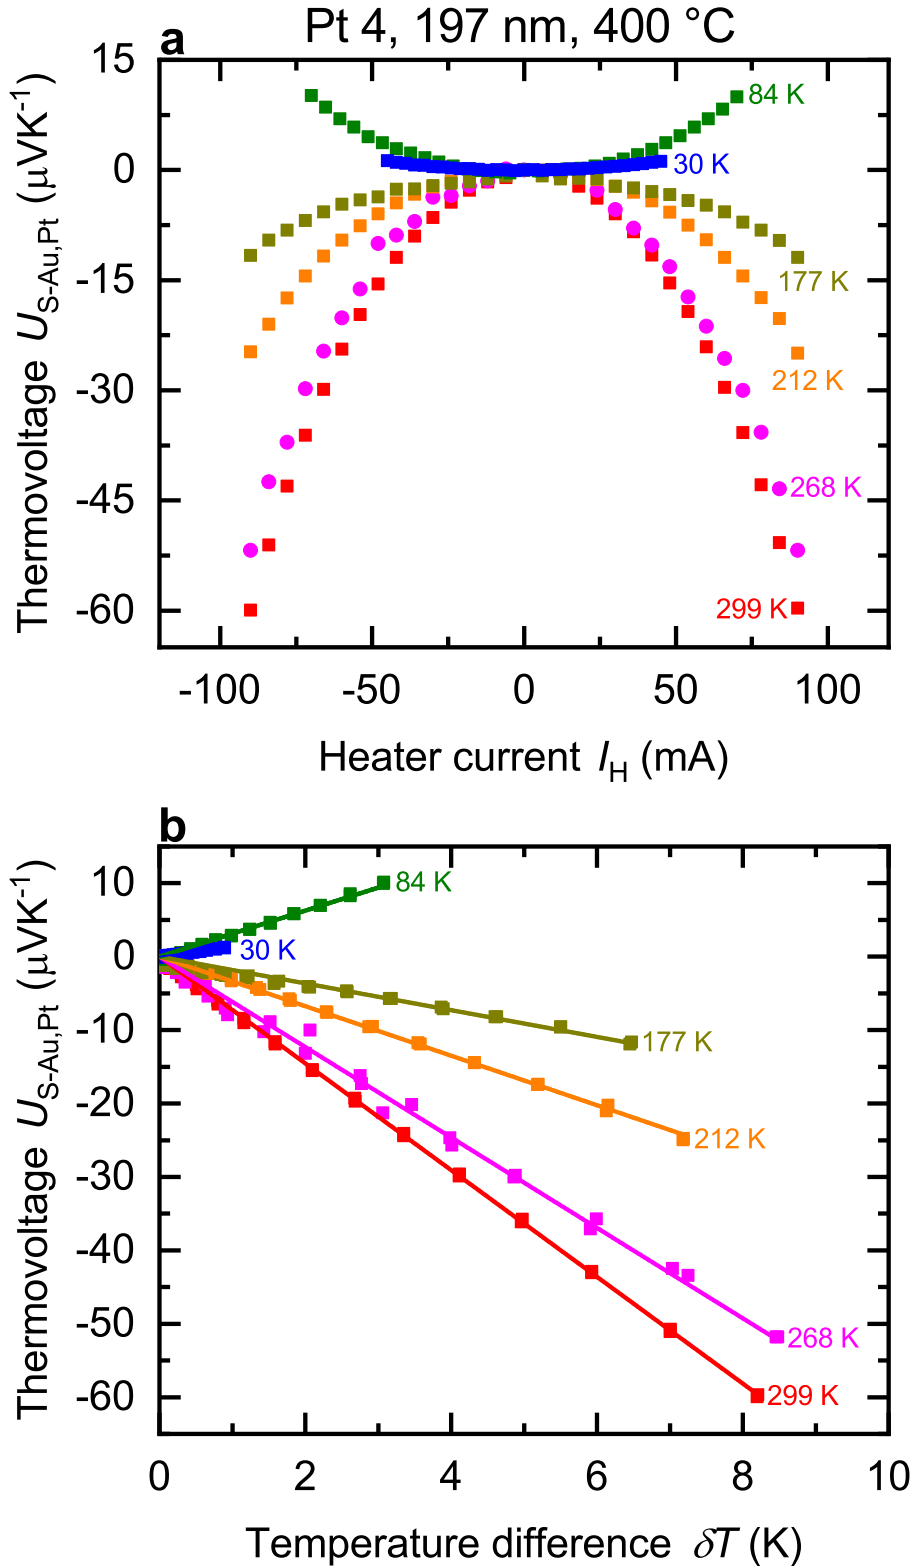 Pt 4, 197 nm, 400 °C
a
15
0
-15
-30
-45
-60
Thermovoltage U_S-Au,Pt (µVK⁻¹)
84 K
30 K
177 K
212 K
268 K
299 K
-100 -50 0 50 100
Heater current I_H (mA)
b
10
0
-10
-20
-30
-40
-50
-60
Thermovoltage U_S-Au,Pt (µVK⁻¹)
84 K
30 K
177 K
212 K
268 K
299 K
0 2 4 6 8 10
Temperature difference δT (K)